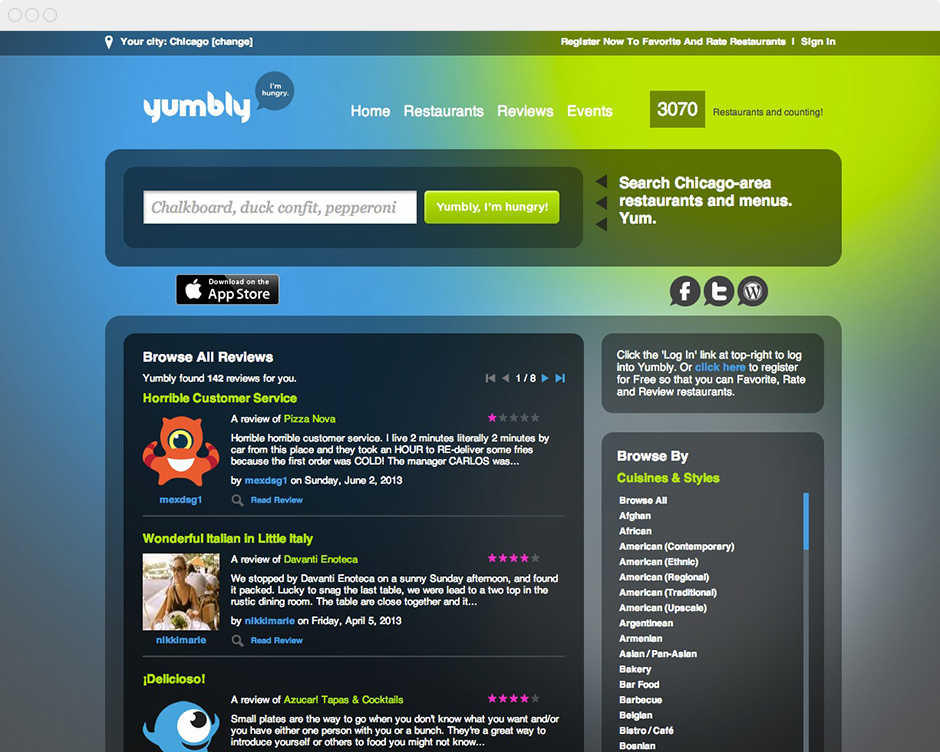 Your city: Chicago [change]
Register Now To Favorite And Rate Restaurants | Sign In
yumbly
I'm
hungry.
Home Restaurants Reviews Events
3070 Restaurants and counting!
Chalkboard, duck confit, pepperoni
Yumbly, I'm hungry!
Search Chicago-area
restaurants and menus.
Yum.
Download on the
App Store
Browse All Reviews
Yumbly found 142 reviews for you.
1 / 8
Horrible Customer Service
A review of Pizza Nova
Horrible horrible customer service. I live 2 minutes literally 2 minutes by
car from this place and they took an HOUR to RE-deliver some fries
because the first order was COLD! The manager CARLOS was...
by mexdsg1 on Sunday, June 2, 2013
mexdsg1
Read Review
Wonderful Italian in Little Italy
A review of Davanti Enoteca
We stopped by Davanti Enoteca on a sunny Sunday afternoon, and found
it packed. Lucky to snag the last table, we were lead to a two top in the
rustic dining room. The table are close together and it...
by nikkimarie on Friday, April 5, 2013
nikkimarie
Read Review
¡Delicioso!
A review of Azucar! Tapas & Cocktails
Small plates are the way to go when you don't know what you want and/or
you have either one person with you or a bunch. They're a great way to
introduce yourself or others to food you might not know...
Click the 'Log In' link at top-right to log
into Yumbly. Or click here to register
for Free so that you can Favorite, Rate
and Review restaurants.
Browse By
Cuisines & Styles
Browse All
Afghan
African
American (Contemporary)
American (Ethnic)
American (Regional)
American (Traditional)
American (Upscale)
Argentinean
Armenian
Asian / Pan-Asian
Bakery
Bar Food
Barbecue
Belgian
Bistro / Café
Bosnian